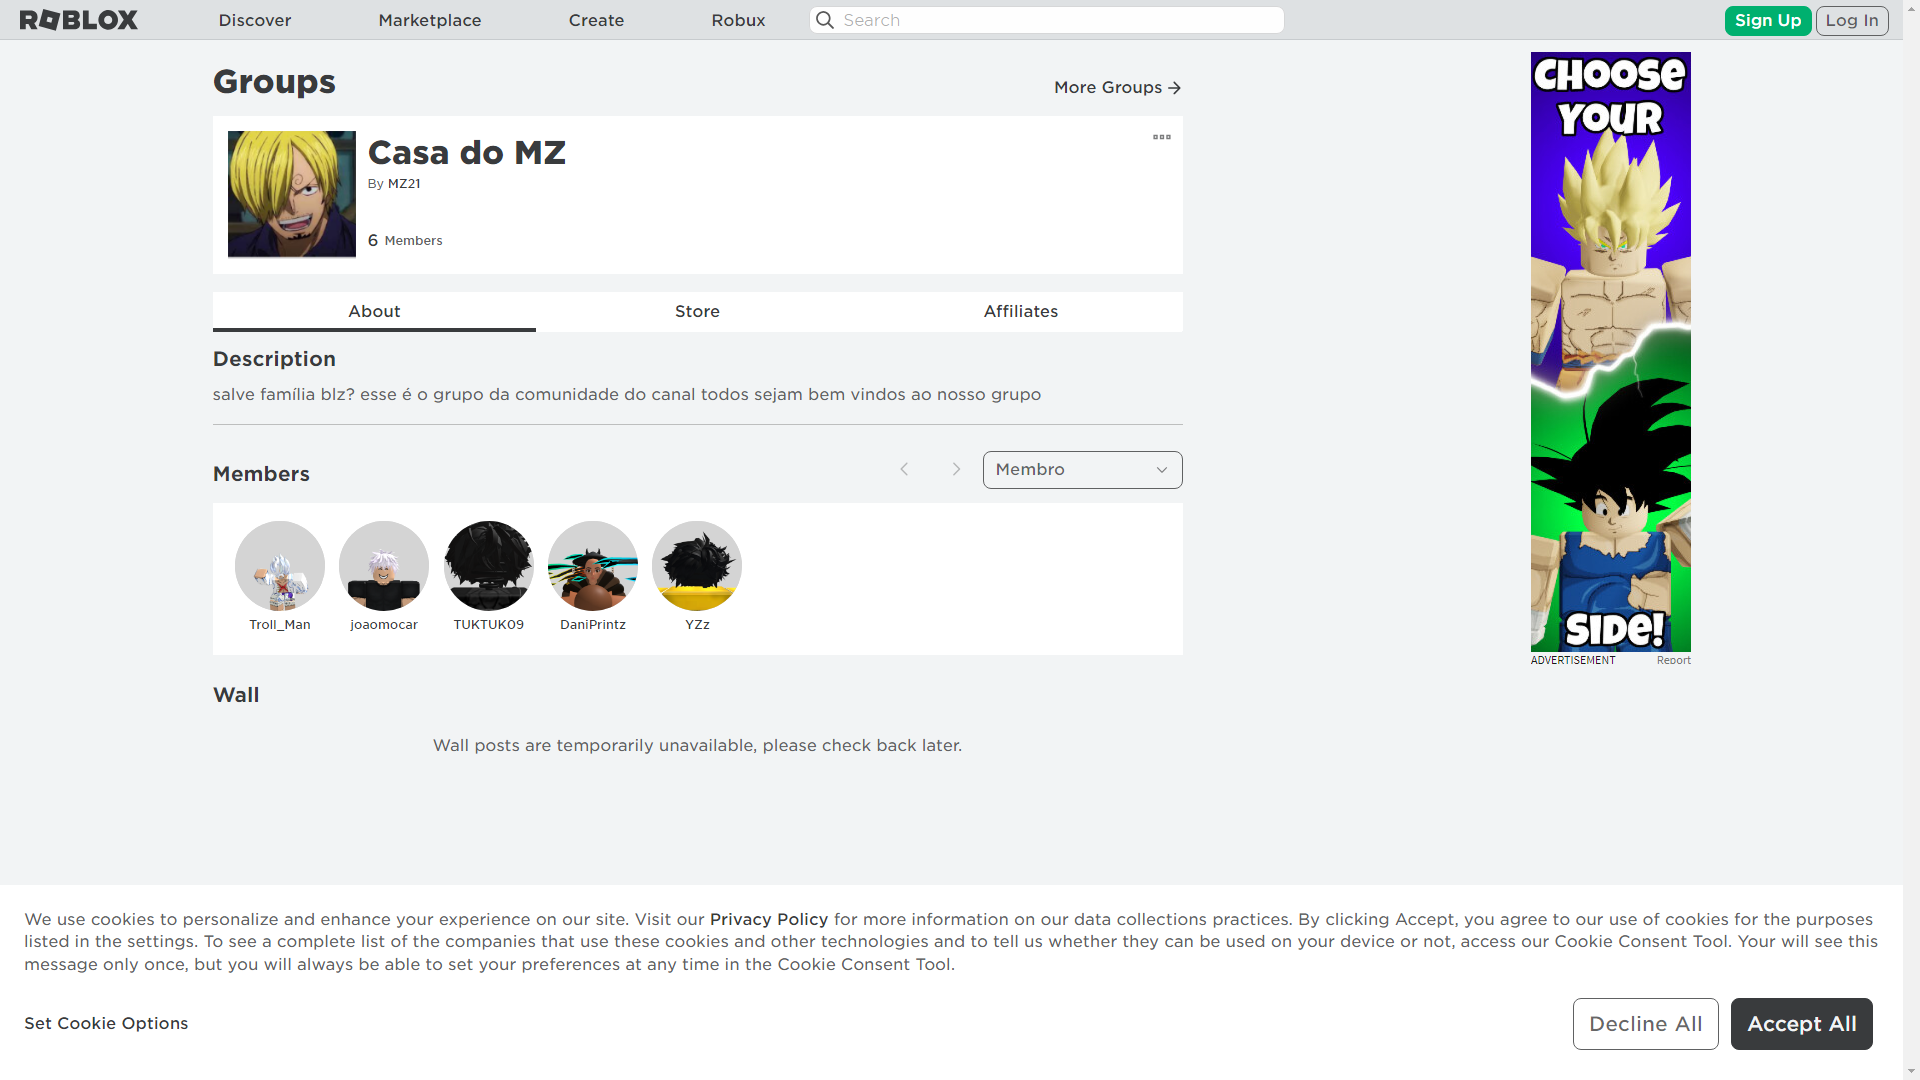 ROBLOX
Discover
Marketplace
Create
Robux
Search
Sign Up
Log In
Groups
More Groups
Casa do MZ
By MZ21
6 Members
About
Store
Affiliates
Description
salve família blz? esse é o grupo da comunidade do canal todos sejam bem vindos ao nosso grupo
Members
Membro
Troll_Man
joaomocar
TUKTUK09
DaniPrintz
YZz
Wall
Wall posts are temporarily unavailable, please check back later.
CHOOSE
YOUR
SIDE!
ADVERTISEMENT
Report
We use cookies to personalize and enhance your experience on our site. Visit our Privacy Policy for more information on our data collections practices. By clicking Accept, you agree to our use of cookies for the purposes
listed in the settings. To see a complete list of the companies that use these cookies and other technologies and to tell us whether they can be used on your device or not, access our Cookie Consent Tool. Your will see this
message only once, but you will always be able to set your preferences at any time in the Cookie Consent Tool.
Set Cookie Options
Decline All
Accept All